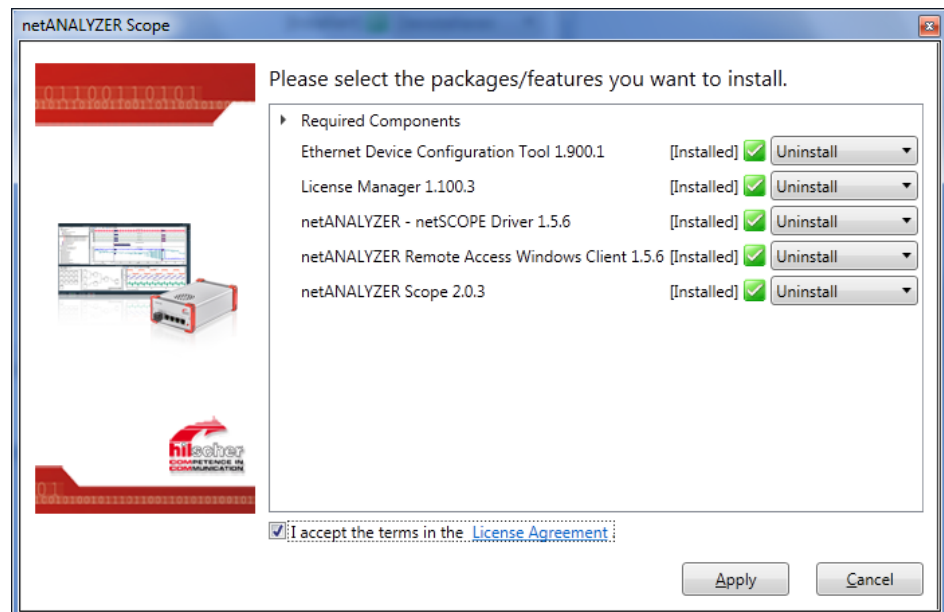 netANALYZER Scope
0110011010101
Please select the packages/features you want to install.
Required Components
Ethernet Device Configuration Tool 1.900.1 [Installed] Uninstall
License Manager 1.100.3 [Installed] Uninstall
netANALYZER - netSCOPE Driver 1.5.6 [Installed] Uninstall
netANALYZER Remote Access Windows Client 1.5.6 [Installed] Uninstall
netANALYZER Scope 2.0.3 [Installed] Uninstall
hilscher
COMPETENCE IN
COMMUNICATION
I accept the terms in the License Agreement .
Apply Cancel